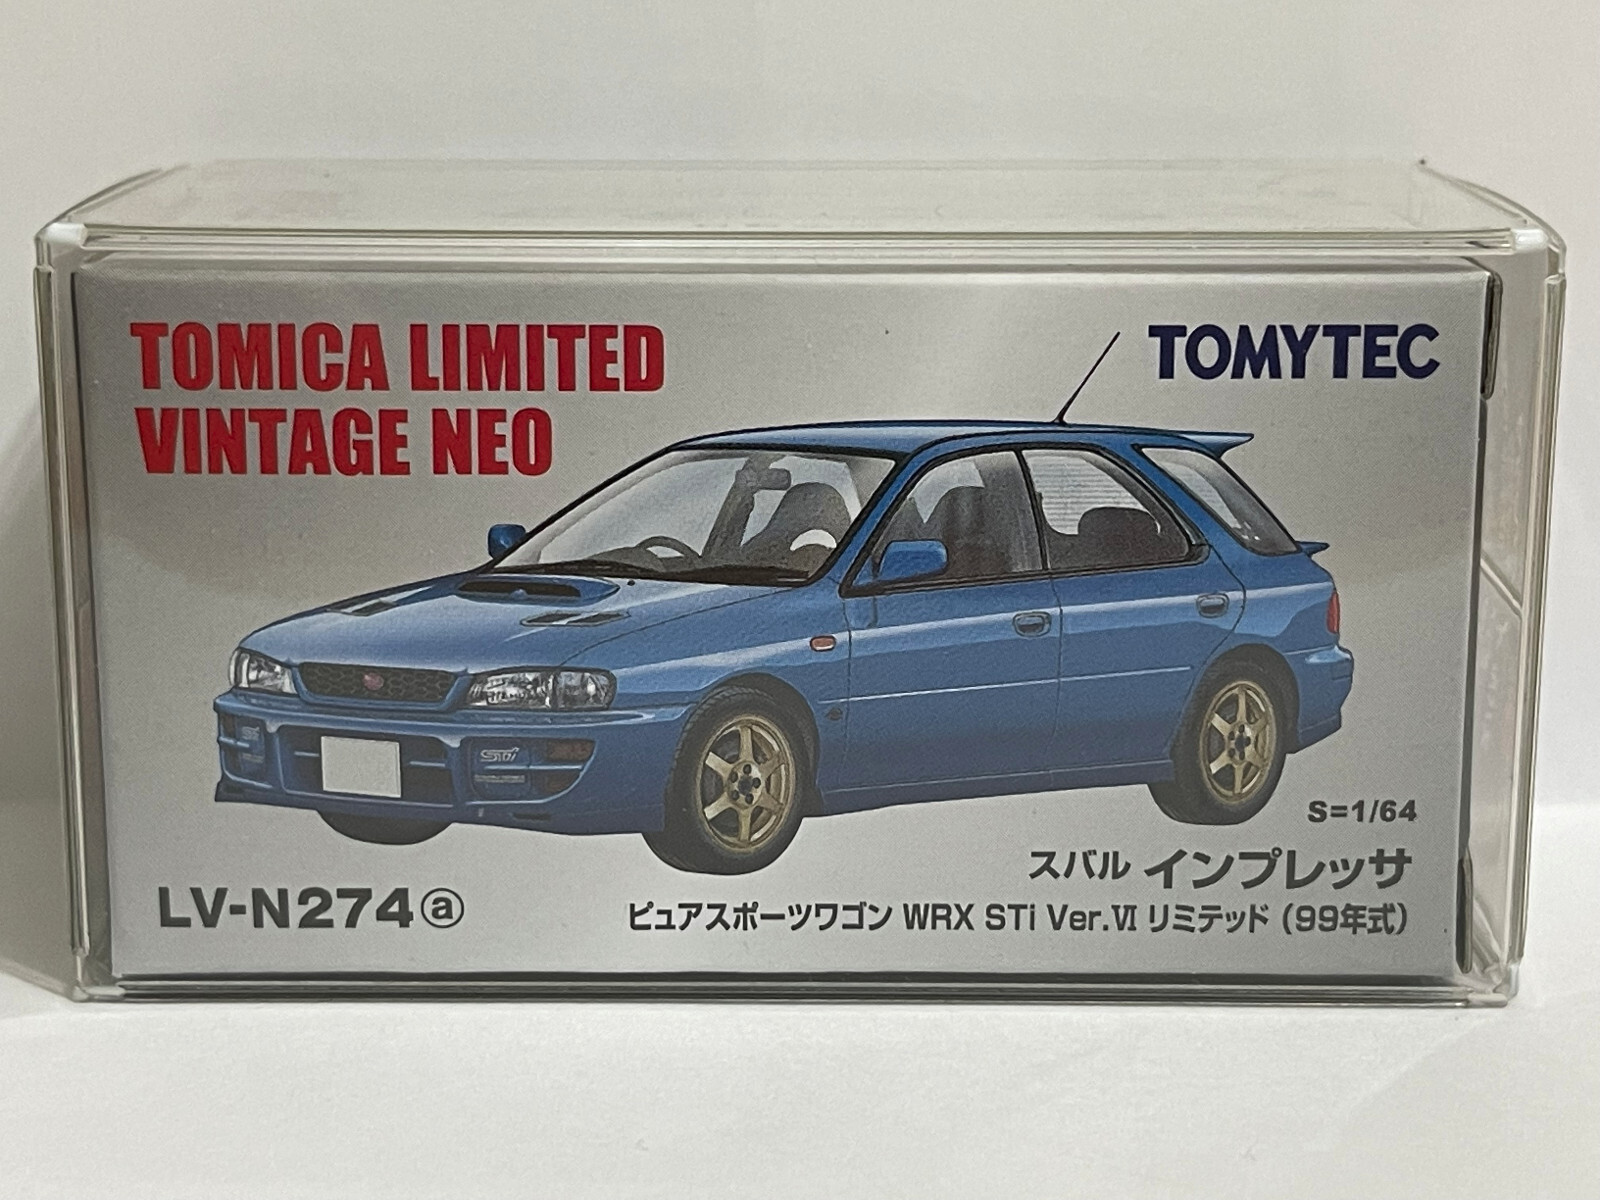 TOMICA LIMITED
VINTAGE NEO
TOMYTEC
STi
STi
S=1/64
スバル インプレッサ
LV-N274ⓐ
ピュアスポーツワゴン WRX STi Ver.Ⅵ リミテッド (99年式)